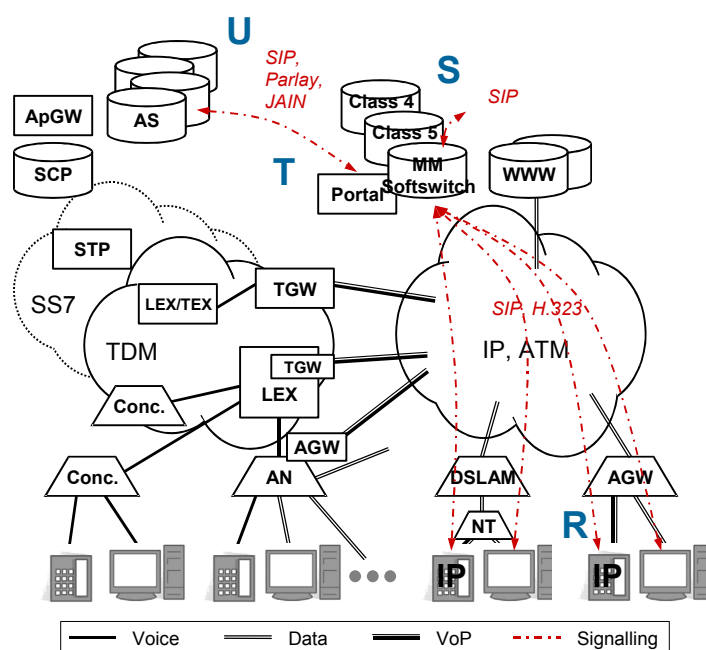 U
SIP,
Parlay,
JAIN
S
SIP
Class 4
Class 5
MM
Softswitch
ApGW
AS
SCP
T
Portal
WWW
STP
SS7
LEX/TEX
TGW
SIP, H.323
TDM
IP, ATM
TGW
LEX
Conc.
AGW
Conc.
AN
DSLAM
AGW
NT
R
IP
IP
Voice
Data
VoP
Signalling